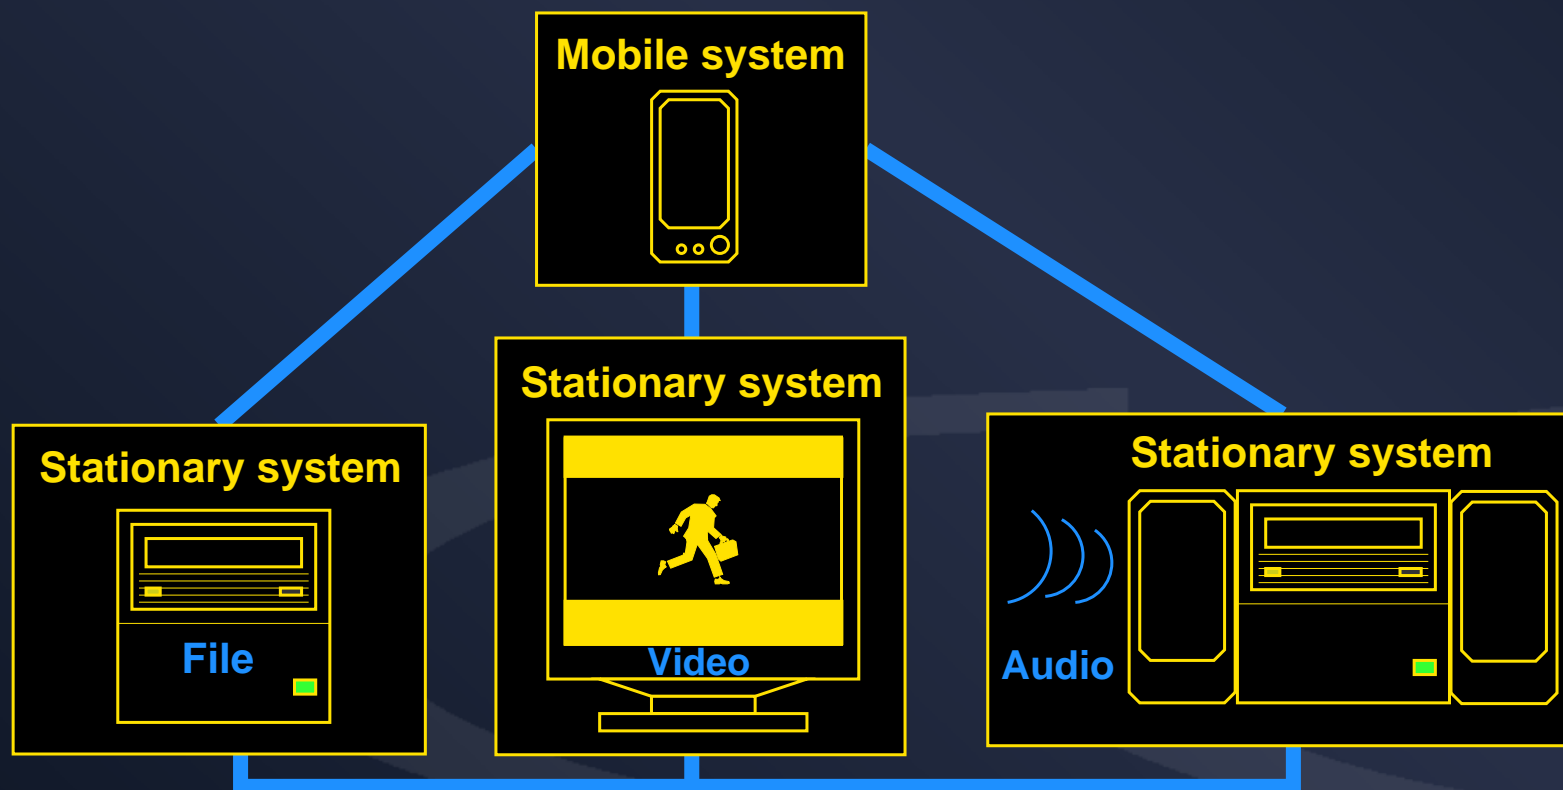 Mobile system
Stationary system
Video
Stationary system
File
Stationary system
Audio